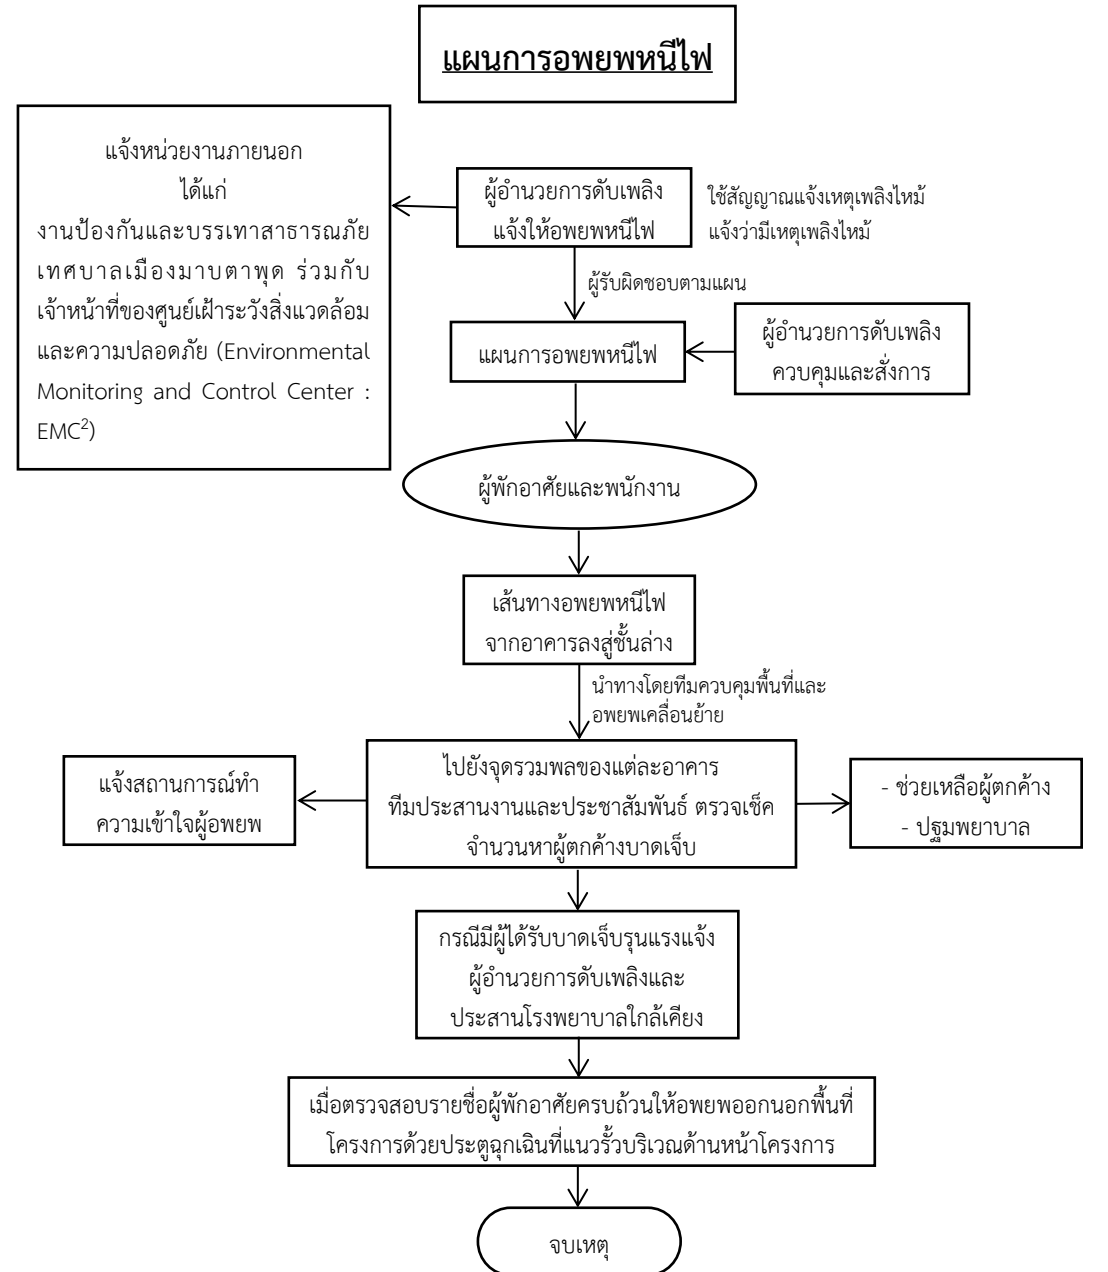 แผนการอพยพหนีไฟ
แจ้งหน่วยงานภายนอก
ได้แก่
งานป้องกันและบรรเทาสาธารณภัย
เทศบาลเมืองมาบตาพุด ร่วมกับ
เจ้าหน้าที่ของศูนย์เฝ้าระวังสิ่งแวดล้อม
และความปลอดภัย (Environmental
Monitoring and Control Center :
EMC²)
ผู้อำนวยการดับเพลิง
แจ้งให้อพยพหนีไฟ
ใช้สัญญาณแจ้งเหตุเพลิงไหม้
แจ้งว่ามีเหตุเพลิงไหม้
ผู้รับผิดชอบตามแผน
แผนการอพยพหนีไฟ
ผู้อำนวยการดับเพลิง
ควบคุมและสั่งการ
ผู้พักอาศัยและพนักงาน
เส้นทางอพยพหนีไฟ
จากอาคารลงสู่ชั้นล่าง
นำทางโดยทีมควบคุมพื้นที่และ
อพยพเคลื่อนย้าย
แจ้งสถานการณ์ทำ
ความเข้าใจผู้อพยพ
ไปยังจุดรวมพลของแต่ละอาคาร
ทีมประสานงานและประชาสัมพันธ์ ตรวจเช็ค
จำนวนหาผู้ตกค้างบาดเจ็บ
- ช่วยเหลือผู้ตกค้าง
- ปฐมพยาบาล
กรณีมีผู้ได้รับบาดเจ็บรุนแรงแจ้ง
ผู้อำนวยการดับเพลิงและ
ประสานโรงพยาบาลใกล้เคียง
เมื่อตรวจสอบรายชื่อผู้พักอาศัยครบถ้วนให้อพยพออกนอกพื้นที่
โครงการด้วยประตูฉุกเฉินที่แนวรั้วบริเวณด้านหน้าโครงการ
จบเหตุ